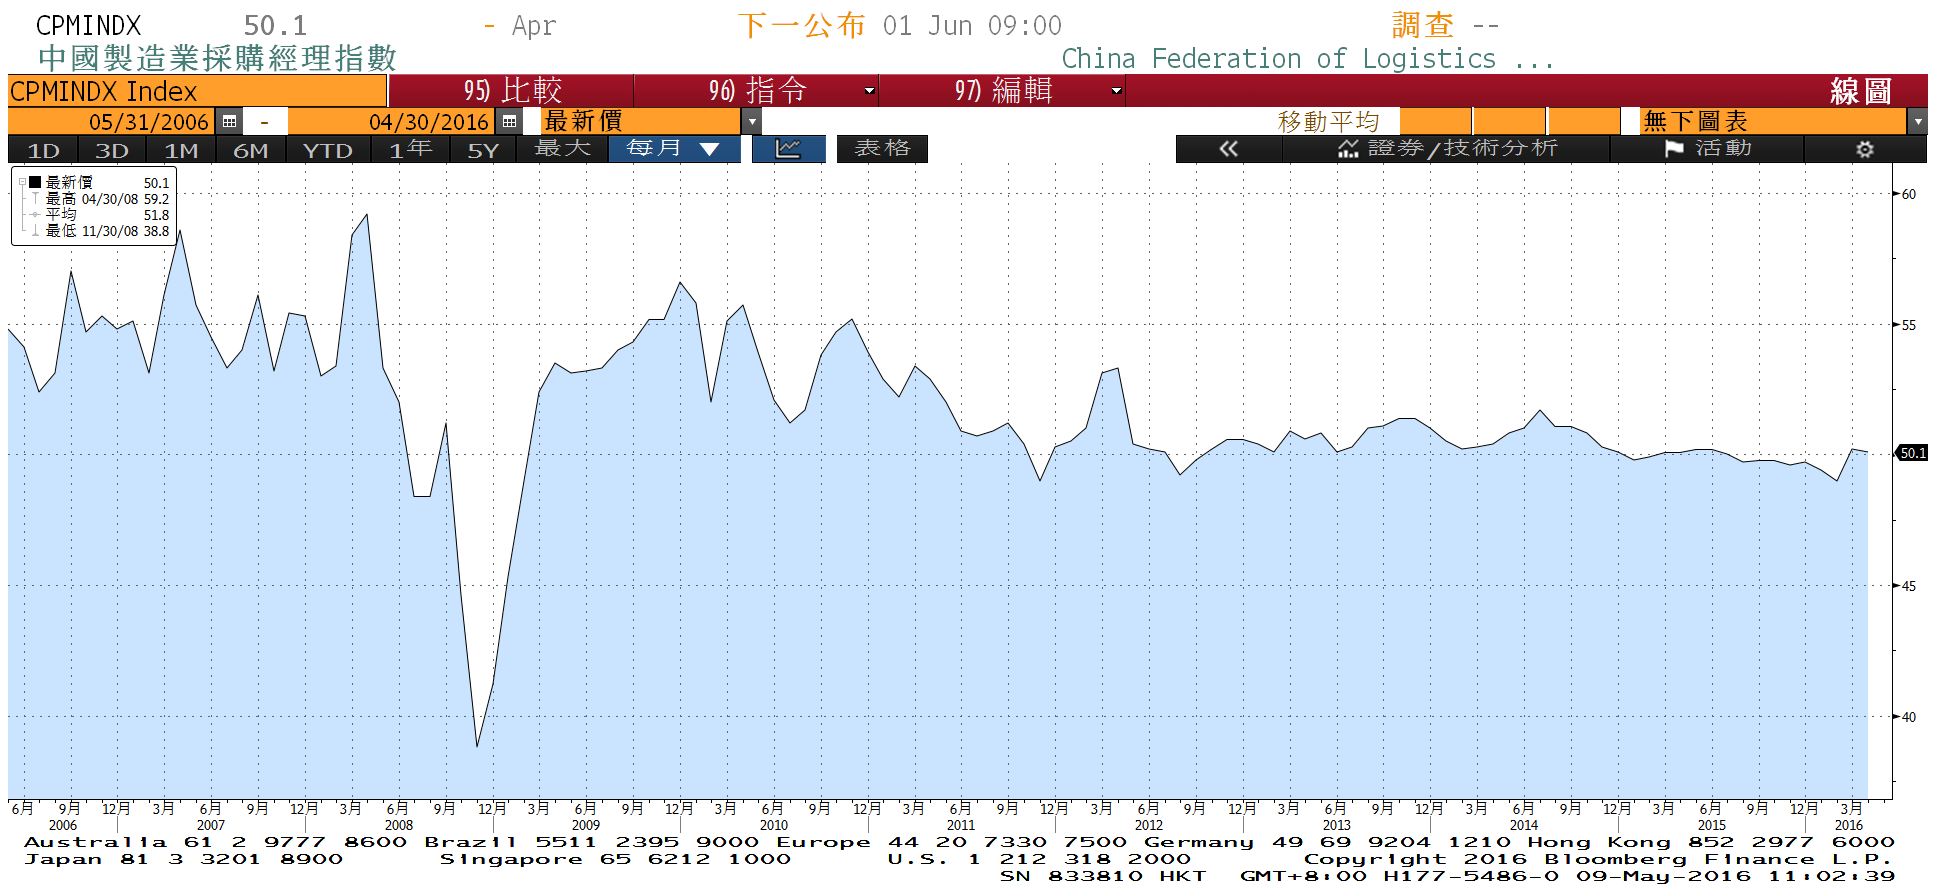 CPMINDX 50.1 - Apr 下一公布 01 Jun 09:00 調查 --
中國製造業採購經理指數 China Federation of Logistics ...
CPMINDX Index 95) 比較 96) 指令 97) 編輯 線圖
05/31/2006 - 04/30/2016 最新價 移動平均 無下圖表
1D 3D 1M 6M YTD 1年 5Y 最大 每月 ▼ 表格 « 證券/技術分析 活動
最新價 50.1
最高 04/30/08 59.2
平均 51.8
最低 11/30/08 38.8
60
55
50.1
45
40
6月 9月 12月 3月 6月 9月 12月 3月 6月 9月 12月 3月 6月 9月 12月 3月 6月 9月 12月 3月 6月 9月 12月 3月 6月 9月 12月 3月 6月 9月 12月 3月 6月 9月 12月 3月 6月 9月 12月 3月
2006 2007 2008 2009 2010 2011 2012 2013 2014 2015 2016
Australia 61 2 9777 8600 Brazil 5511 2395 9000 Europe 44 20 7330 7500 Germany 49 69 9204 1210 Hong Kong 852 2977 6000
Japan 81 3 3201 8900 Singapore 65 6212 1000 U.S. 1 212 318 2000 Copyright 2016 Bloomberg Finance L.P.
SN 833810 HKT GMT+8:00 H177-5486-0 09-May-2016 11:02:39